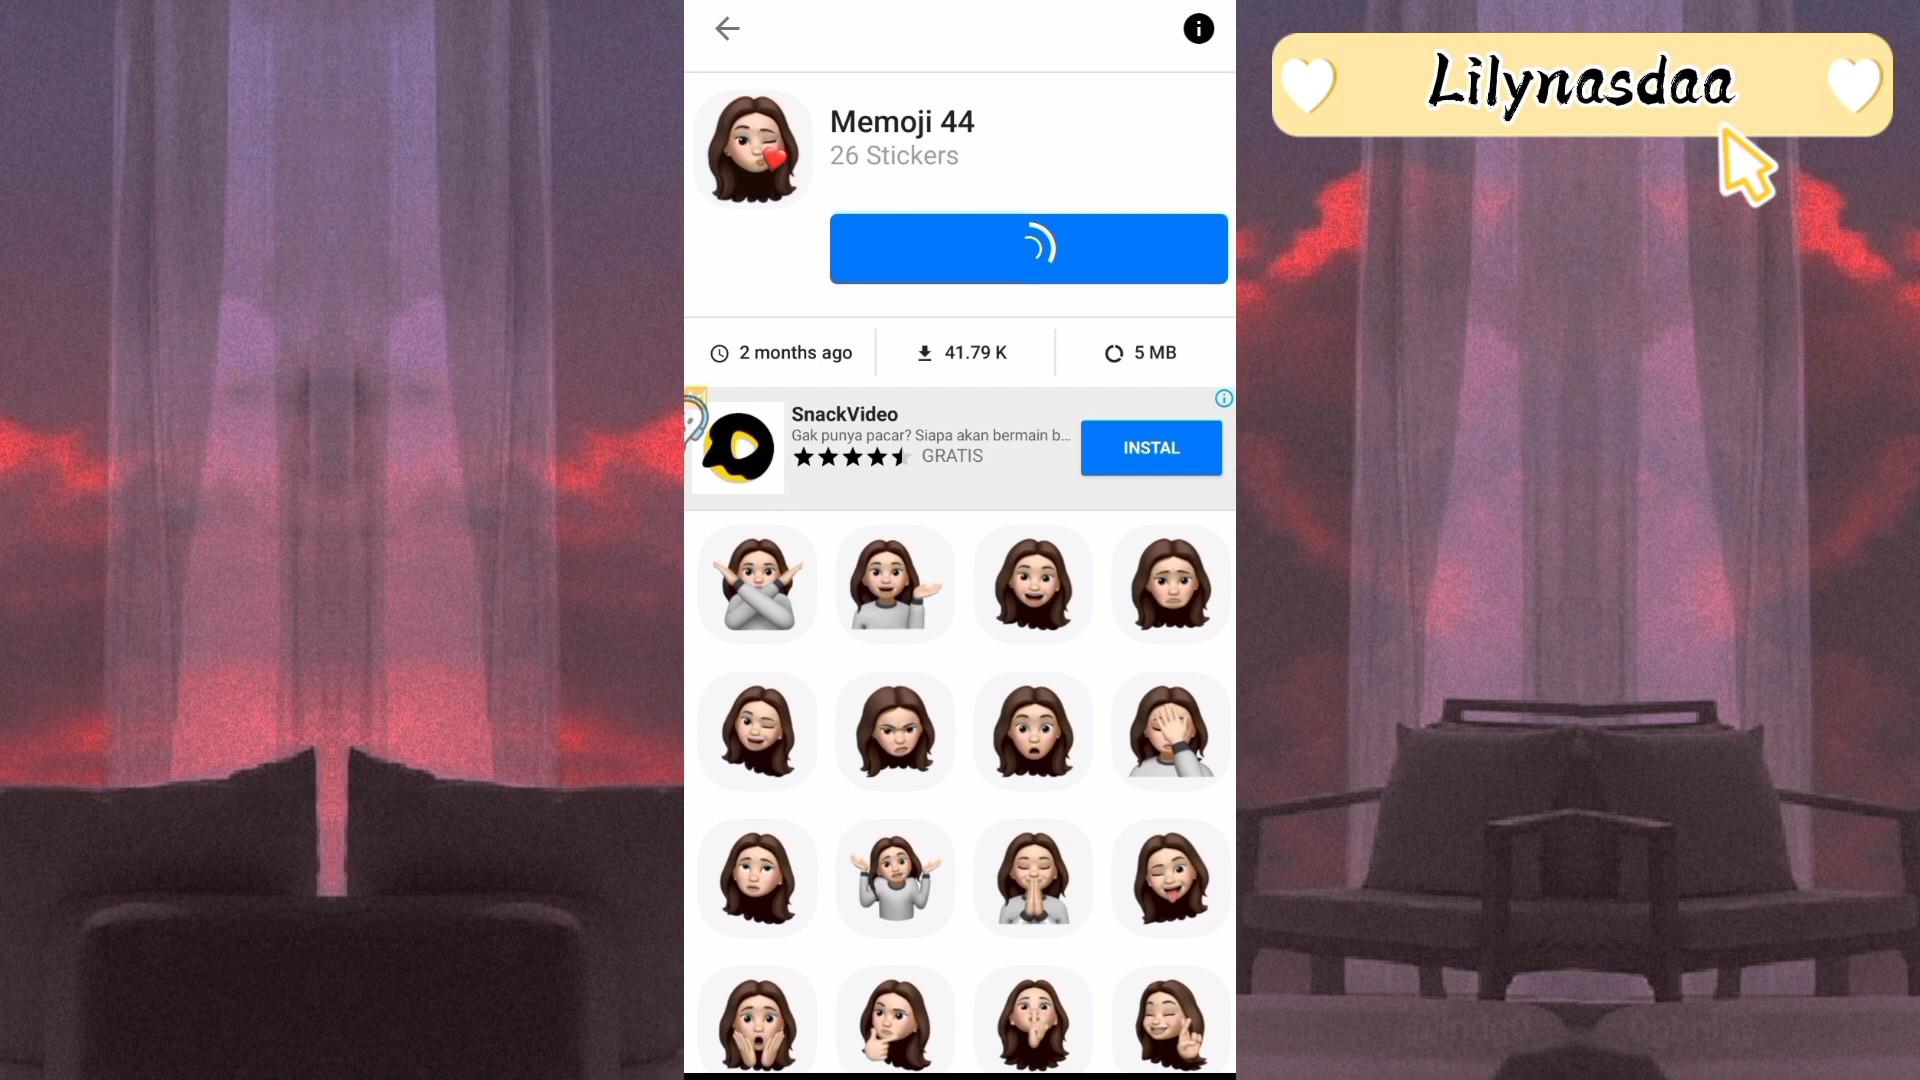 Lilynasdaa
Memoji 44
26 Stickers
2 months ago
41.79 K
5 MB
SnackVideo
Gak punya pacar? Siapa akan bermain b...
GRATIS
INSTAL